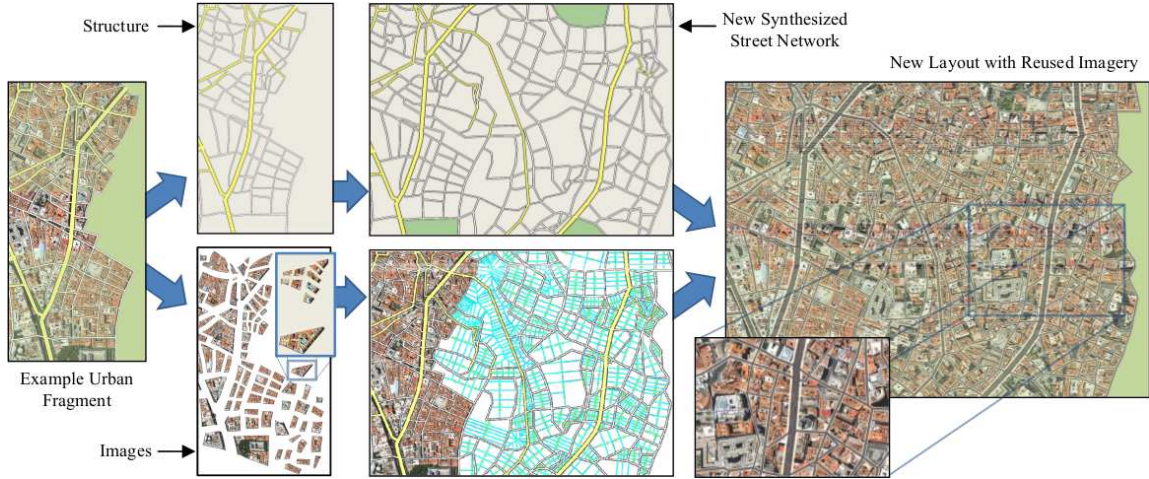 Structure
New Synthesized
Street Network
New Layout with Reused Imagery
Example Urban
Fragment
Images